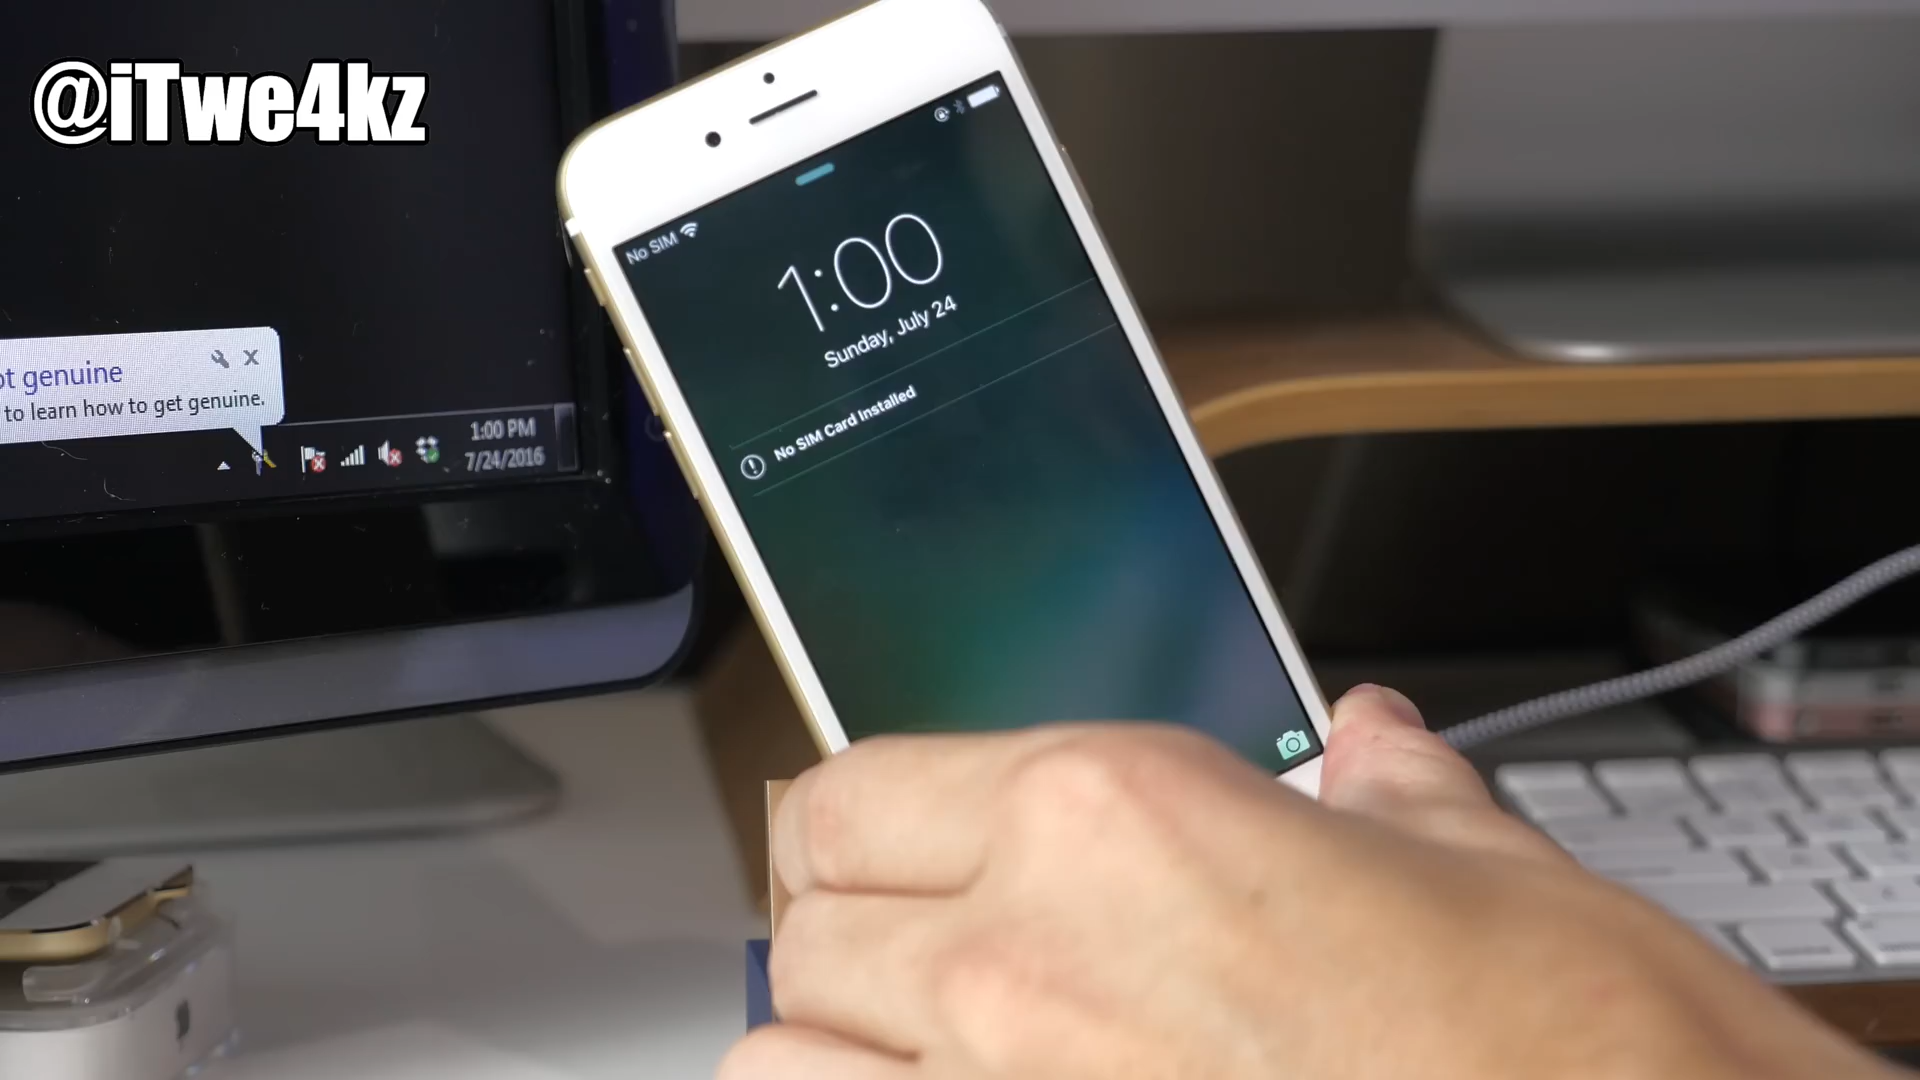 @iTwe4kz
No SIM
1:00
Sunday, July 24
No SIM Card Installed
ot genuine
to learn how to get genuine.
1:00 PM
7/24/2016